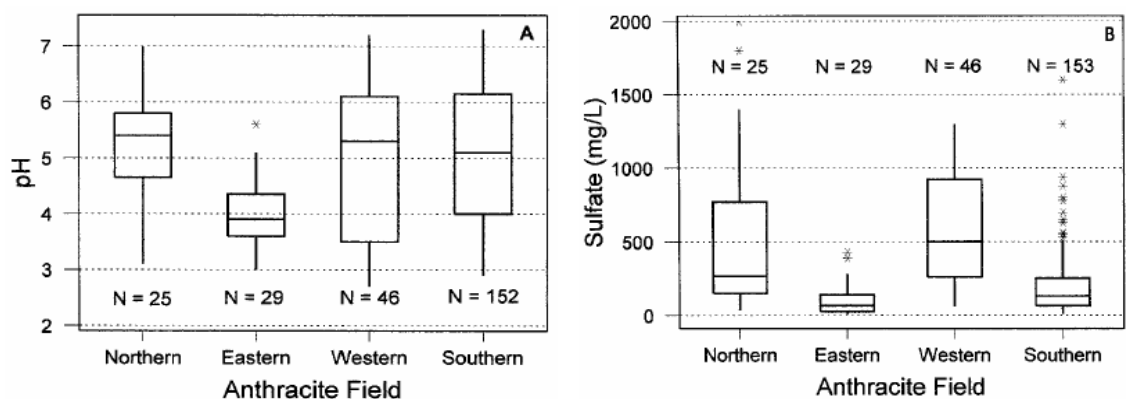 A
pH
7
6
5
4
3
2
N = 25
N = 29
N = 46
N = 152
Northern
Eastern
Western
Southern
Anthracite Field
B
Sulfate (mg/L)
2000
1500
1000
500
0
N = 25
N = 29
N = 46
N = 153
Northern
Eastern
Western
Southern
Anthracite Field